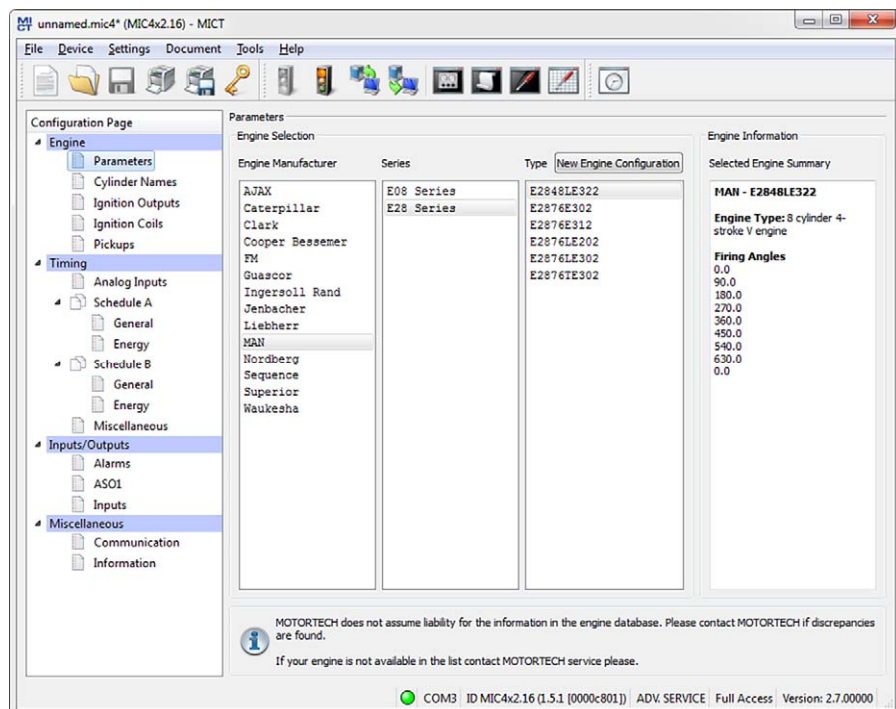 MICT unnamed.mic4* (MIC4x2.16) - MICT
File Device Settings Document Tools Help
Configuration Page
Engine
Parameters
Cylinder Names
Ignition Outputs
Ignition Coils
Pickups
Timing
Analog Inputs
Schedule A
General
Energy
Schedule B
General
Energy
Miscellaneous
Inputs/Outputs
Alarms
ASO1
Inputs
Miscellaneous
Communication
Information
Parameters
Engine Selection
Engine Manufacturer
AJAX
Caterpillar
Clark
Cooper Bessemer
FM
Guascor
Ingersoll Rand
Jenbacher
Liebherr
MAN
Nordberg
Sequence
Superior
Waukesha
Series
E08 Series
E28 Series
Type New Engine Configuration
E2848LE322
E2876E302
E2876E312
E2876LE202
E2876LE302
E2876TE302
Engine Information
Selected Engine Summary
MAN - E2848LE322
Engine Type: 8 cylinder 4-
stroke V engine
Firing Angles
0.0
90.0
180.0
270.0
360.0
450.0
540.0
630.0
0.0
MOTORTECH does not assume liability for the information in the engine database. Please contact MOTORTECH if discrepancies
are found.
If your engine is not available in the list contact MOTORTECH service please.
COM3 ID MIC4x2.16 (1.5.1 [0000c801]) ADV. SERVICE Full Access Version: 2.7.00000